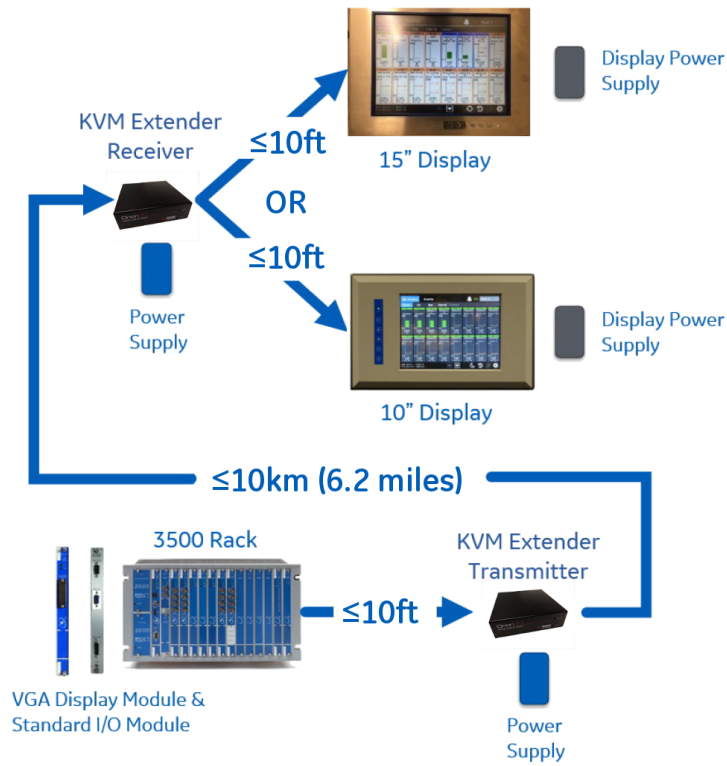 Display Power
Supply
KVM Extender
Receiver
≤10ft
15” Display
OR
≤10ft
Power
Supply
Display Power
Supply
10” Display
≤10km (6.2 miles)
3500 Rack
KVM Extender
Transmitter
≤10ft
VGA Display Module &
Standard I/O Module
Power
Supply